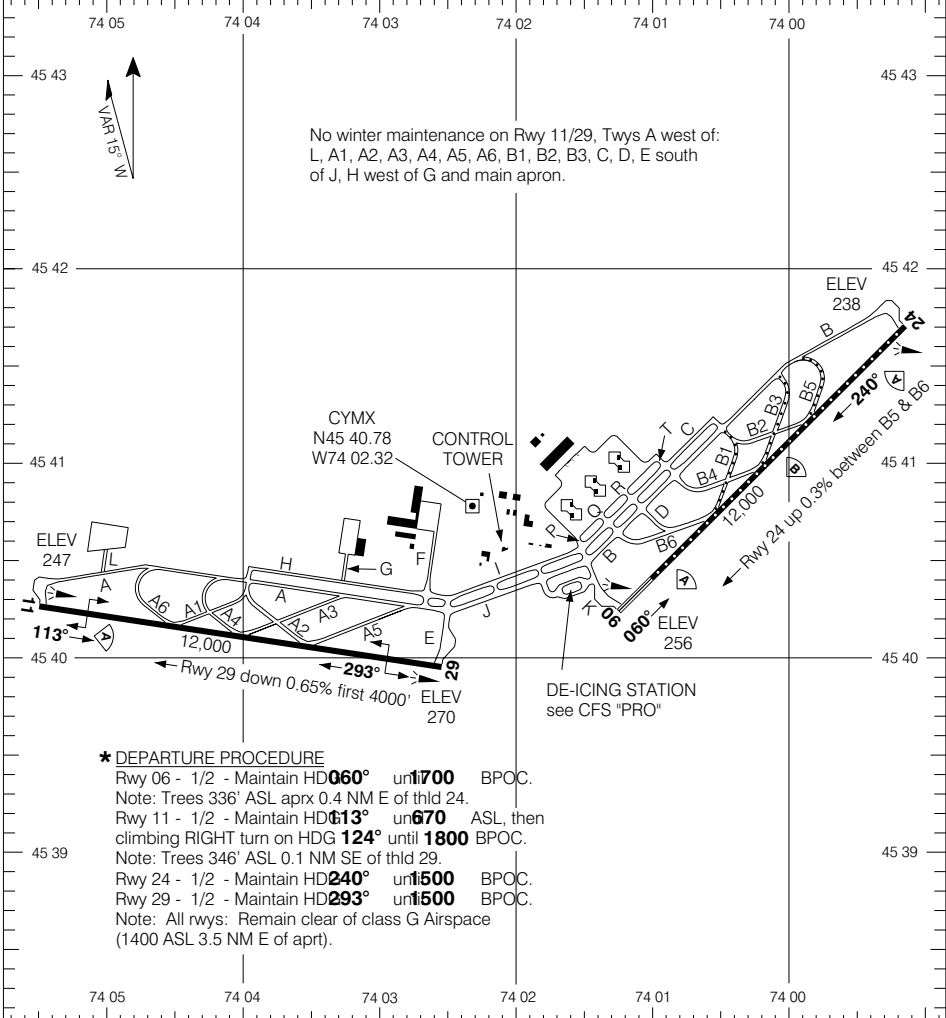 74 05 74 04 74 03 74 02 74 01 74 00
45 43 45 43
VAR 15° W
No winter maintenance on Rwy 11/29, Twys A west of:
L, A1, A2, A3, A4, A5, A6, B1, B2, B3, C, D, E south
of J, H west of G and main apron.
45 42 45 42
ELEV
238
B
24
A
240°
B5
B3
B2
Rwy 24 up 0.3% between B5 & B6
CYMX
N45 40.78
W74 02.32
CONTROL
TOWER
T
C
45 41 45 41
B1
B4
B
12,000
R
Q
D
P
B6
B
ELEV
247
L
A
H
F
G
I
A
J
K
A
06
060°
ELEV
256
11
A6
A1
A4
A2
A3
A5
E
113°
A
12,000
293°
29
45 40 45 40
Rwy 29 down 0.65% first 4000'
ELEV
270
DE-ICING STATION
see CFS "PRO"
* DEPARTURE PROCEDURE
Rwy 06 - 1/2 - Maintain HDG 060° until 1700 BPOC.
Note: Trees 336' ASL aprx 0.4 NM E of thld 24.
Rwy 11 - 1/2 - Maintain HDG 113° until 670 ASL, then
climbing RIGHT turn on HDG 124° until 1800 BPOC.
Note: Trees 346' ASL 0.1 NM SE of thld 29.
45 39 45 39
Rwy 24 - 1/2 - Maintain HDG 240° until 1500 BPOC.
Rwy 29 - 1/2 - Maintain HDG 293° until 1500 BPOC.
Note: All rwys: Remain clear of class G Airspace
(1400 ASL 3.5 NM E of aprt).
74 05 74 04 74 03 74 02 74 01 74 00